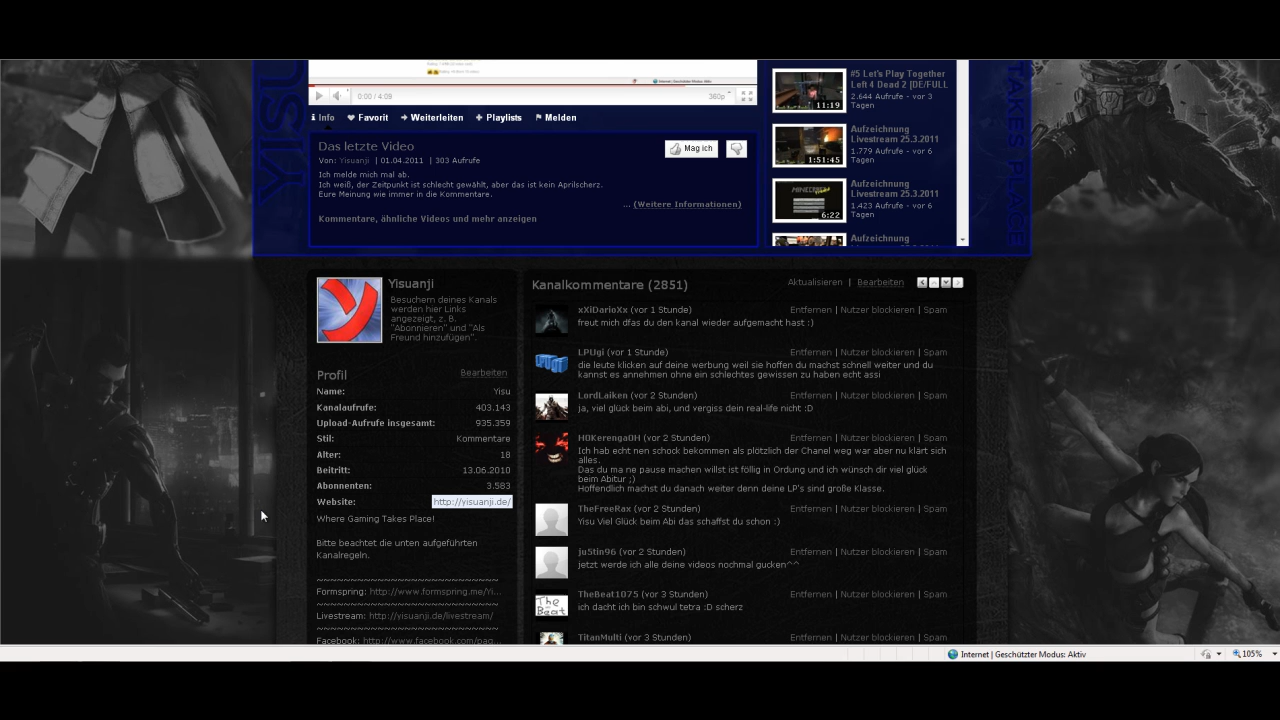 YISU
TAKES PLACE
0:00 / 4:09
360p
Info
Favorit
Weiterleiten
Playlists
Melden
Das letzte Video
Von: Yisuanji | 01.04.2011 | 303 Aufrufe
Mag ich
Ich melde mich mal ab.
Ich weiß, der Zeitpunkt ist schlecht gewählt, aber das ist kein Aprilscherz.
Eure Meinung wie immer in die Kommentare.
... (Weitere Informationen)
Kommentare, ähnliche Videos und mehr anzeigen
#5 Let's Play Together
Left 4 Dead 2 [DE/FULL
2.644 Aufrufe - vor 3
Tagen
11:19
Aufzeichnung
Livestream 25.3.2011
1.779 Aufrufe - vor 6
Tagen
1:51:45
Aufzeichnung
Livestream 25.3.2011
1.423 Aufrufe - vor 6
Tagen
6:22
Aufzeichnung
Yisuanji
Besuchern deines Kanals
werden hier Links
angezeigt, z. B.
"Abonnieren" und "Als
Freund hinzufügen".
Profil
Bearbeiten
Name: Yisu
Kanalaufrufe: 403.143
Upload-Aufrufe insgesamt: 935.359
Stil: Kommentare
Alter: 18
Beitritt: 13.06.2010
Abonnenten: 3.583
Website: http://yisuanji.de/
Where Gaming Takes Place!
Bitte beachtet die unten aufgeführten
Kanalregeln.
~~~~~~~~~~~~~~~~~~~~~~~~~~~
Formspring: http://www.formspring.me/Yi...
~~~~~~~~~~~~~~~~~~~~~~~~~~~
Livestream: http://yisuanji.de/livestream/
~~~~~~~~~~~~~~~~~~~~~~~~~~~
Facebook: http://www.facebook.com/pag...
Kanalkommentare (2851)
Aktualisieren | Bearbeiten
xXiDarioXx (vor 1 Stunde)
Entfernen | Nutzer blockieren | Spam
freut mich dfas du den kanal wieder aufgemacht hast :)
LPUgi (vor 1 Stunde)
Entfernen | Nutzer blockieren | Spam
die leute klicken auf deine werbung weil sie hoffen du machst schnell weiter und du
kannst es annehmen ohne ein schlechtes gewissen zu haben echt assi
LordLaiken (vor 2 Stunden)
Entfernen | Nutzer blockieren | Spam
ja, viel glück beim abi, und vergiss dein real-life nicht :D
H0KerengaOH (vor 2 Stunden)
Entfernen | Nutzer blockieren | Spam
Ich hab echt nen schock bekommen als plötzlich der Chanel weg war aber nu klärt sich
alles.
Das du ma ne pause machen willst ist föllig in Ordung und ich wünsch dir viel glück
beim Abitur ;)
Hoffendlich machst du danach weiter denn deine LP's sind große Klasse.
TheFreeRax (vor 2 Stunden)
Entfernen | Nutzer blockieren | Spam
Yisu Viel Glück beim Abi das schaffst du schon :)
ju5tin96 (vor 2 Stunden)
Entfernen | Nutzer blockieren | Spam
jetzt werde ich alle deine videos nochmal gucken^^
The
Beat
TheBeat1075 (vor 3 Stunden)
Entfernen | Nutzer blockieren | Spam
ich dacht ich bin schwul tetra :D scherz
TitanMulti (vor 3 Stunden)
Entfernen | Nutzer blockieren | Spam
Internet | Geschützter Modus: Aktiv
105%